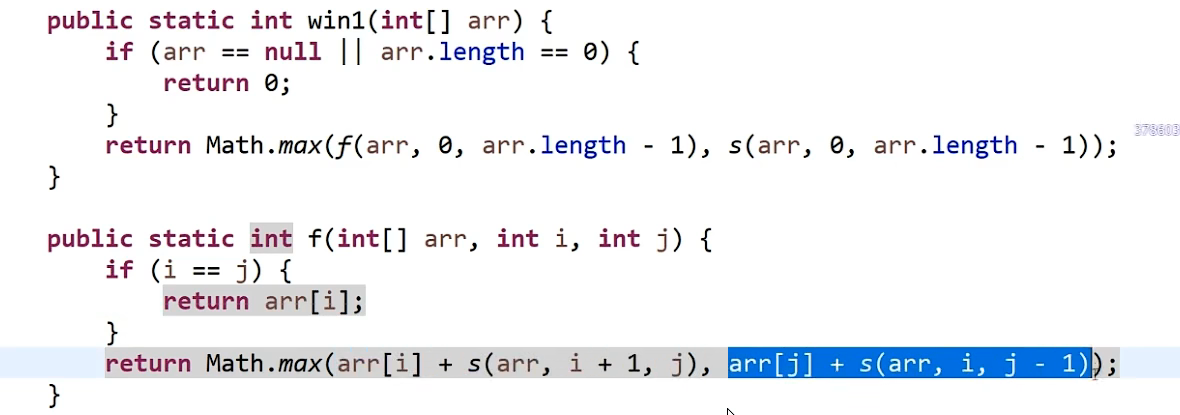 public static int win1(int[] arr) {
    if (arr == null || arr.length == 0) {
        return 0;
    }
    return Math.max(f(arr, 0, arr.length - 1), s(arr, 0, arr.length - 1));
}
378603
public static int f(int[] arr, int i, int j) {
    if (i == j) {
        return arr[i];
    }
    return Math.max(arr[i] + s(arr, i + 1, j), arr[j] + s(arr, i, j - 1));
}